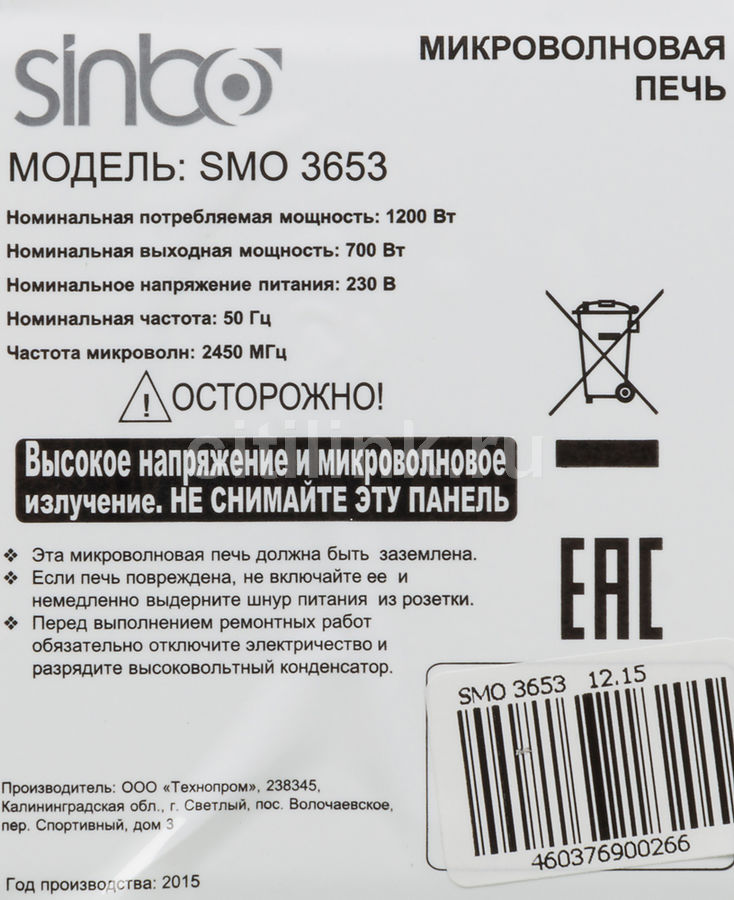 sinbo
МИКРОВОЛНОВАЯ
ПЕЧЬ
МОДЕЛЬ: SMO 3653
Номинальная потребляемая мощность: 1200 Вт
Номинальная выходная мощность: 700 Вт
Номинальное напряжение питания: 230 В
Номинальная частота: 50 Гц
Частота микроволн: 2450 МГц
ОСТОРОЖНО!
citilink.ru
Высокое напряжение и микроволновое
излучение. НЕ СНИМАЙТЕ ЭТУ ПАНЕЛЬ
❖ Эта микроволновая печь должна быть заземлена.
❖ Если печь повреждена, не включайте ее и
немедленно выдерните шнур питания из розетки.
❖ Перед выполнением ремонтных работ
обязательно отключите электричество и
разрядите высоковольтный конденсатор.
EAC
SMO 3653 12.15
460376900266
Производитель: ООО «Технопром», 238345,
Калининградская обл., г. Светлый, пос. Волочаевское,
пер. Спортивный, дом 3
Год производства: 2015